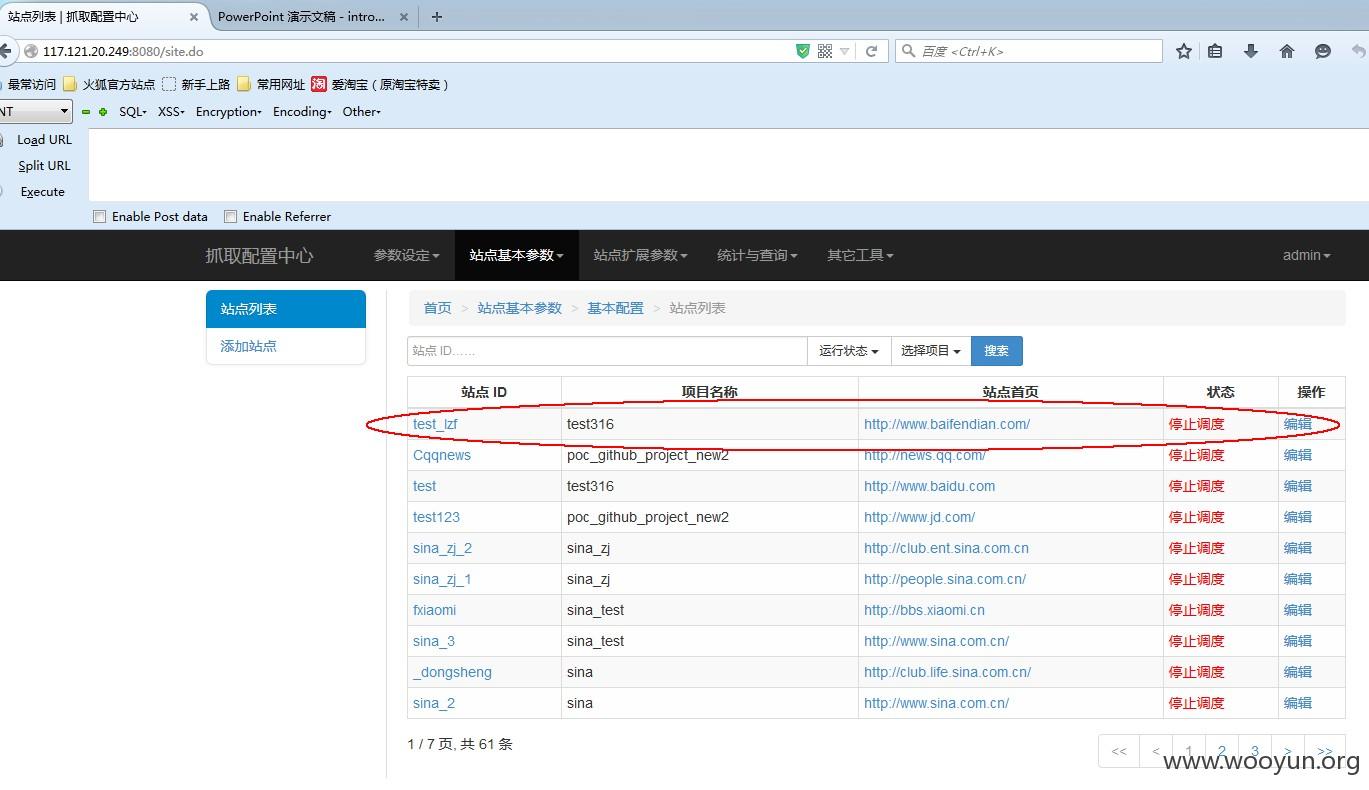 站点列表 | 抓取配置中心 PowerPoint 演示文稿 - intro...
117.121.20.249:8080/site.do 百度 <Ctrl+K>
最常访问 火狐官方站点 新手上路 常用网址 淘 爱淘宝（原淘宝特卖）
NT SQL XSS Encryption Encoding Other
Load URL
Split URL
Execute
Enable Post data Enable Referrer
抓取配置中心 参数设定 站点基本参数 站点扩展参数 统计与查询 其它工具 admin
站点列表
添加站点
首页 > 站点基本参数 > 基本配置 > 站点列表
站点 ID...... 运行状态 选择项目 搜索
站点 ID 项目名称 站点首页 状态 操作
test_lzf test316 http://www.baifendian.com/ 停止调度 编辑
Cqqnews poc_github_project_new2 http://news.qq.com/ 停止调度 编辑
test test316 http://www.baidu.com 停止调度 编辑
test123 poc_github_project_new2 http://www.jd.com/ 停止调度 编辑
sina_zj_2 sina_zj http://club.ent.sina.com.cn 停止调度 编辑
sina_zj_1 sina_zj http://people.sina.com.cn/ 停止调度 编辑
fxiaomi sina_test http://bbs.xiaomi.cn 停止调度 编辑
sina_3 sina_test http://www.sina.com.cn/ 停止调度 编辑
_dongsheng sina http://club.life.sina.com.cn/ 停止调度 编辑
sina_2 sina http://www.sina.com.cn/ 停止调度 编辑
1 / 7 页, 共 61 条
<< < 1 2 3 > >>
www.wooyun.org